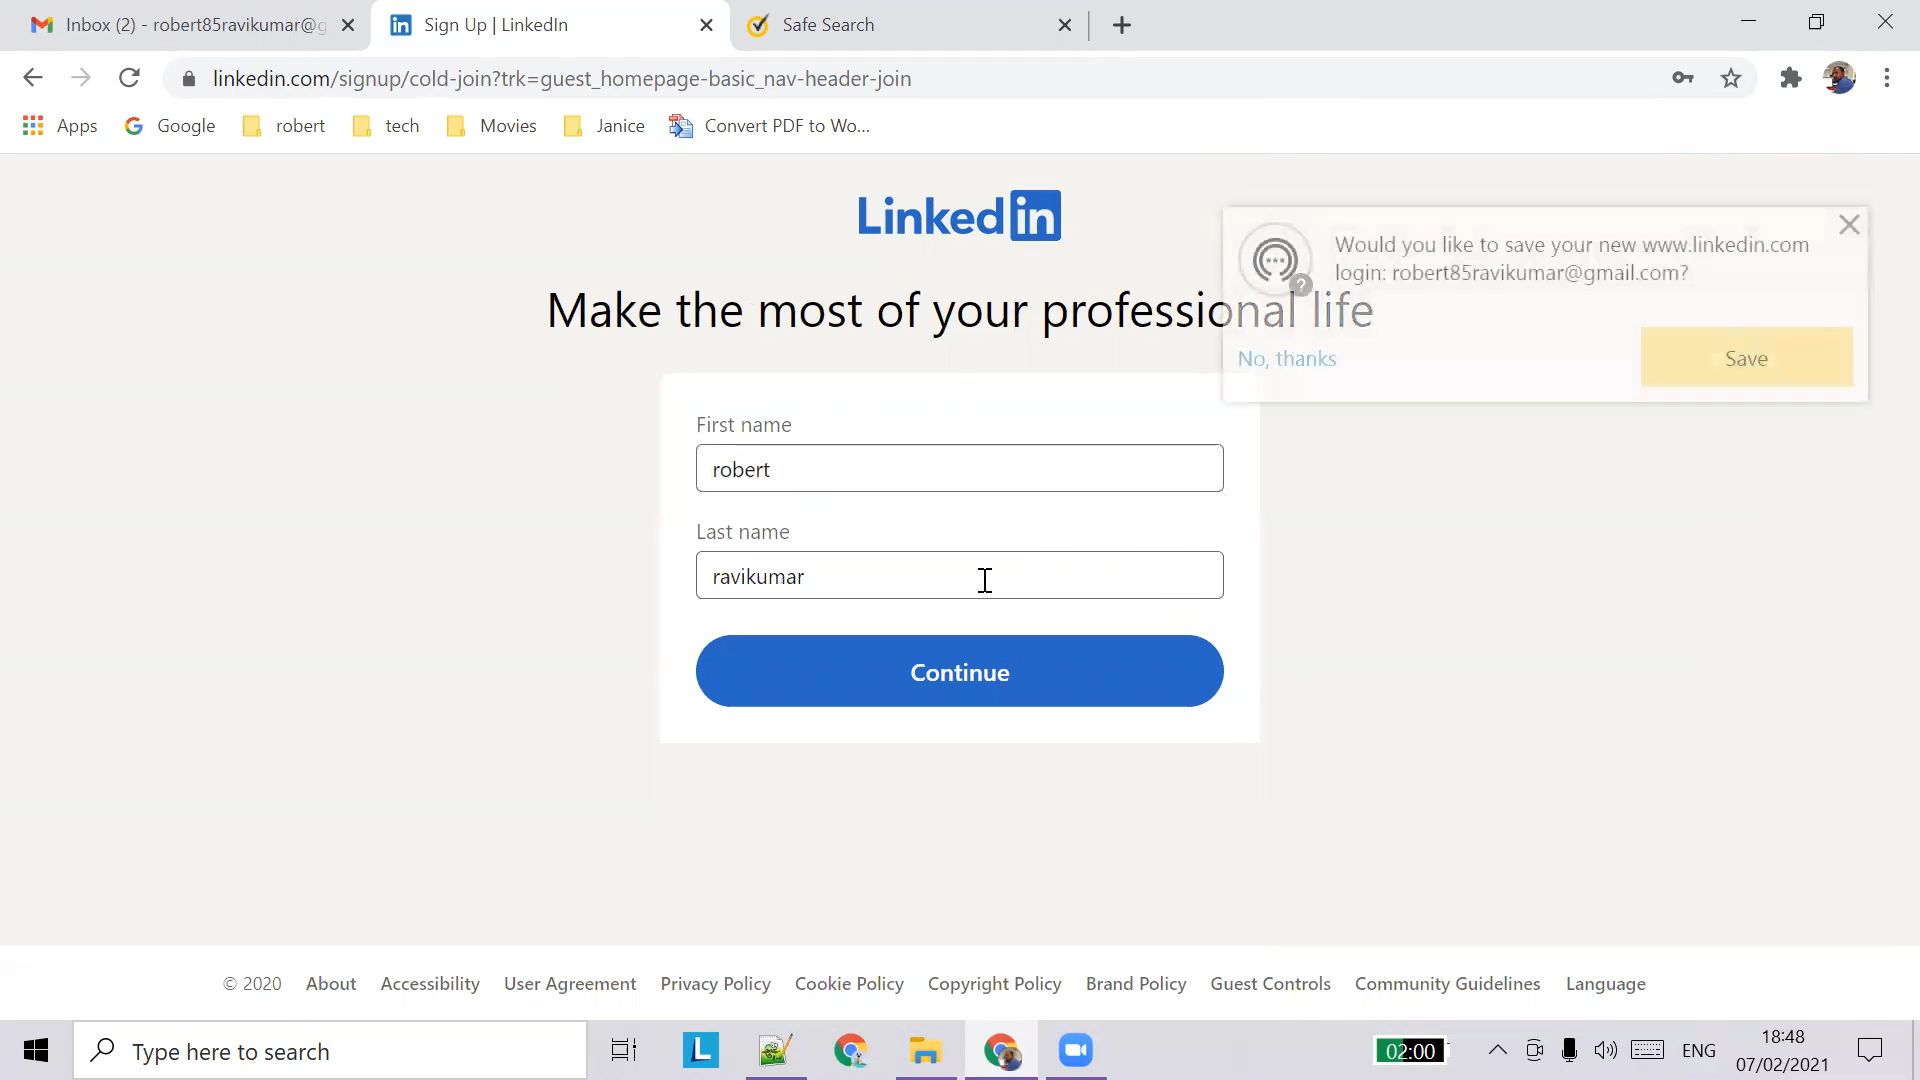 Inbox (2) - robert85ravikumar@g
Sign Up | LinkedIn
Safe Search
linkedin.com/signup/cold-join?trk=guest_homepage-basic_nav-header-join
Apps
Google
robert
tech
Movies
Janice
Convert PDF to Wo...
Linked in
Would you like to save your new www.linkedin.com
login: robert85ravikumar@gmail.com?
No, thanks
Save
Make the most of your professional life
First name
robert
Last name
ravikumar
Continue
© 2020 About Accessibility User Agreement Privacy Policy Cookie Policy Copyright Policy Brand Policy Guest Controls Community Guidelines Language
Type here to search
L
02:00
ENG
18:48
07/02/2021